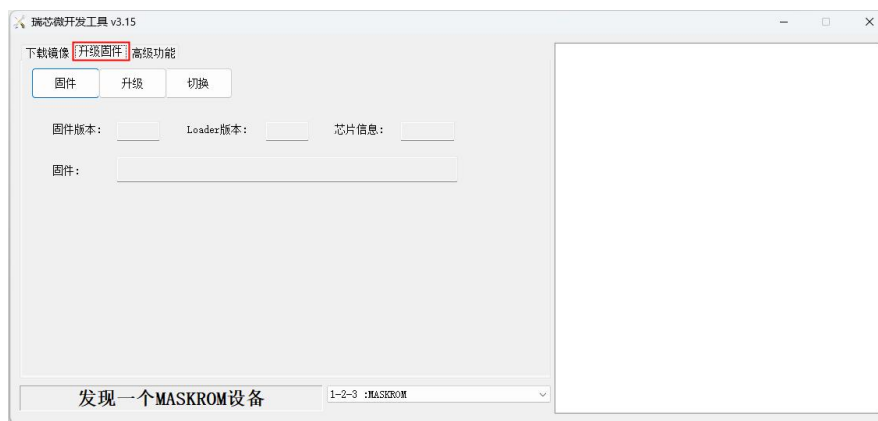 瑞芯微开发工具 v3.15
下载镜像 升级固件 高级功能
固件 升级 切换
固件版本: Loader版本: 芯片信息:
固件:
发现一个MASKROM设备 1-2-3 :MASKROM